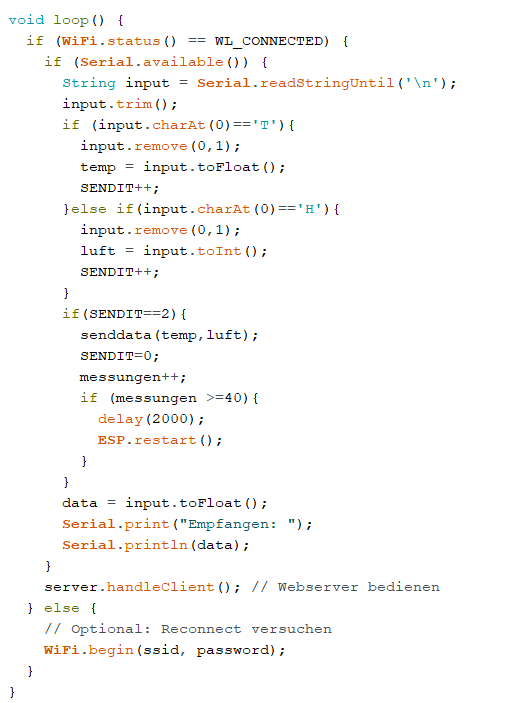 void loop() {
  if (WiFi.status() == WL_CONNECTED) {
    if (Serial.available()) {
      String input = Serial.readStringUntil('\n');
      input.trim();
      if (input.charAt(0)=='T'){
        input.remove(0,1);
        temp = input.toFloat();
        SENDIT++;
      }else if(input.charAt(0)=='H'){
        input.remove(0,1);
        luft = input.toInt();
        SENDIT++;
      }
      if(SENDIT==2){
        senddata(temp,luft);
        SENDIT=0;
        messungen++;
        if (messungen >=40){
          delay(2000);
          ESP.restart();
        }
      }
      data = input.toFloat();
      Serial.print("Empfangen: ");
      Serial.println(data);
    }
    server.handleClient(); // Webserver bedienen
  } else {
    // Optional: Reconnect versuchen
    WiFi.begin(ssid, password);
  }
}